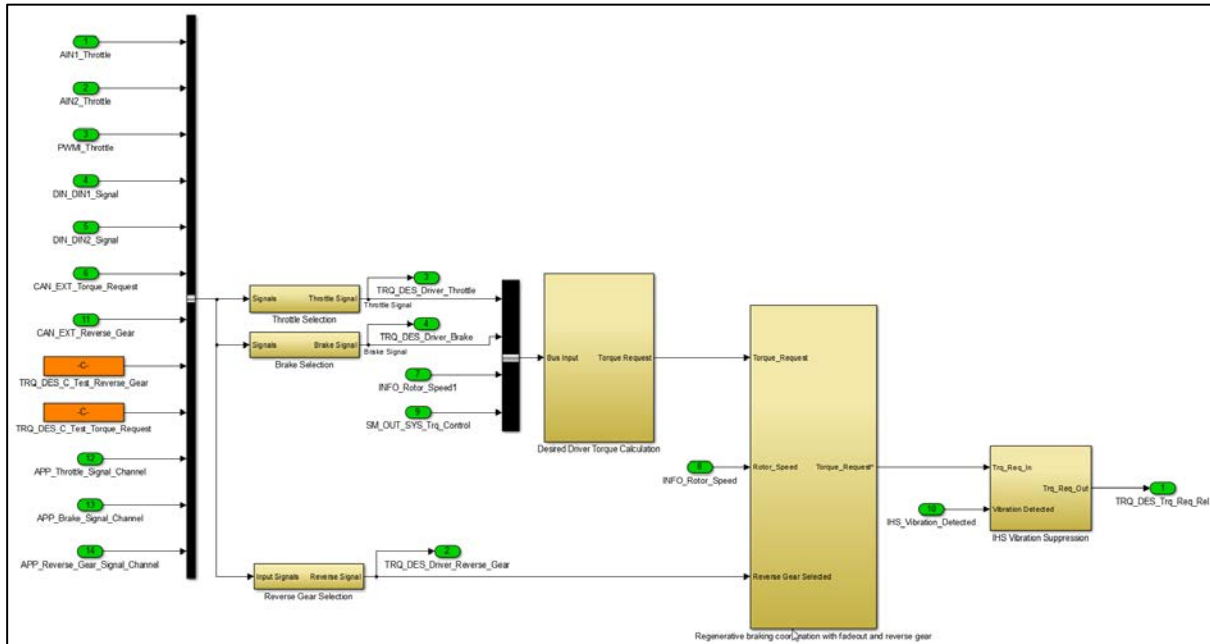 1
AIN1_Throttle
2
AIN2_Throttle
3
PWMI_Throttle
4
DIN_DIN1_Signal
5
DIN_DIN2_Signal
6
CAN_EXT_Torque_Request
11
CAN_EXT_Reverse_Gear
-C-
TRQ_DES_C_Test_Reverse_Gear
-C-
TRQ_DES_C_Test_Torque_Request
12
APP_Throttle_Signal_Channel
13
APP_Brake_Signal_Channel
14
APP_Reverse_Gear_Signal_Channel
Signals Throttle Signal
Throttle Selection
Throttle Signal
3
TRQ_DES_Driver_Throttle
Signals Brake Signal
Brake Selection
Brake Signal
4
TRQ_DES_Driver_Brake
7
INFO_Rotor_Speed1
9
SM_OUT_SYS_Trq_Control
Input Signals Reverse Signal
Reverse Gear Selection
2
TRQ_DES_Driver_Reverse_Gear
Bus Input Torque Request
Desired Driver Torque Calculation
8
INFO_Rotor_Speed
Torque_Request
Rotor_Speed Torque_Request*
Reverse Gear Selected
Regenerative braking coordination with fadeout and reverse gear
10
IHS_Vibration_Detected
Trq_Req_In
Trq_Req_Out
Vibration Detected
IHS Vibration Suppression
1
TRQ_DES_Trq_Req_Rel